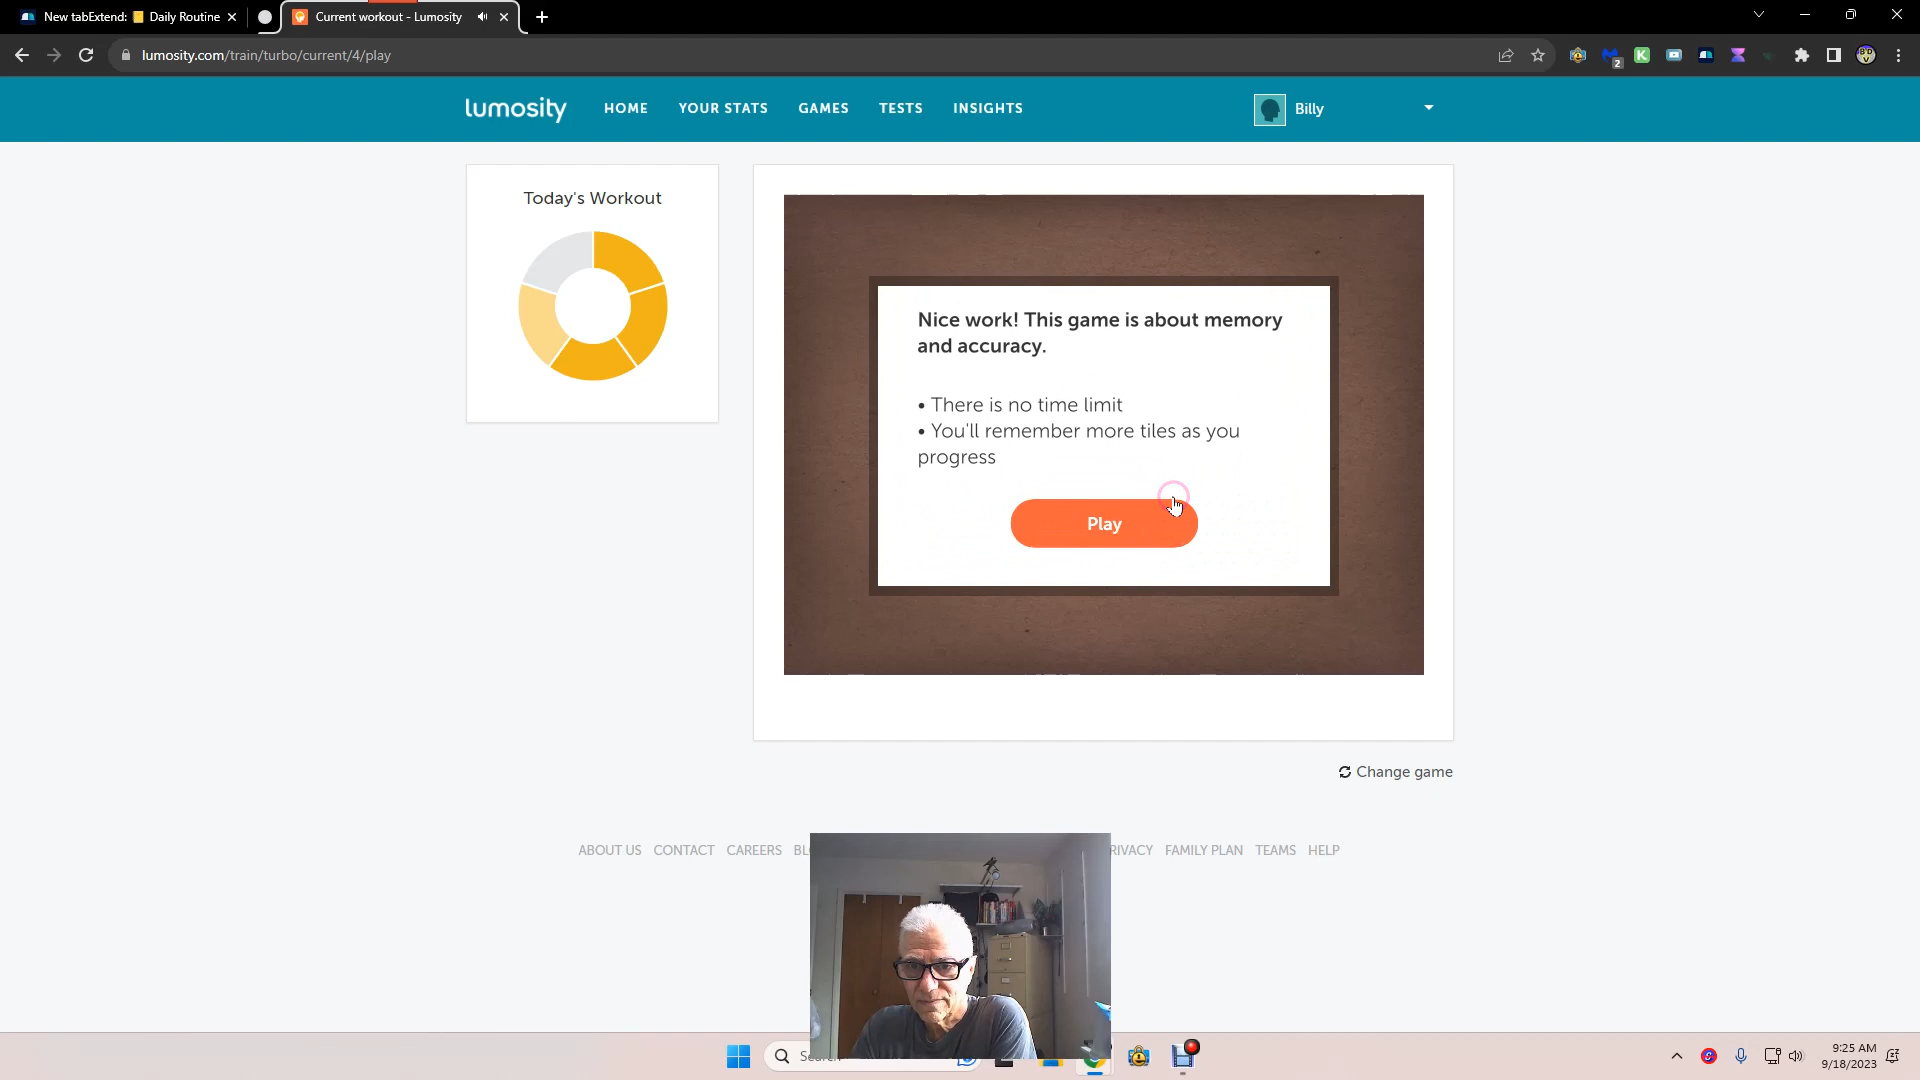 New tabExtend: Daily Routine
Current workout - Lumosity
lumosity.com/train/turbo/current/4/play
2
K
lumosity
HOME
YOUR STATS
GAMES
TESTS
INSIGHTS
Billy
Today's Workout
Nice work! This game is about memory
and accuracy.
• There is no time limit
• You'll remember more tiles as you
progress
Play
Change game
ABOUT US
CONTACT
CAREERS
FAMILY PLAN
TEAMS
HELP
9:25 AM
9/18/2023